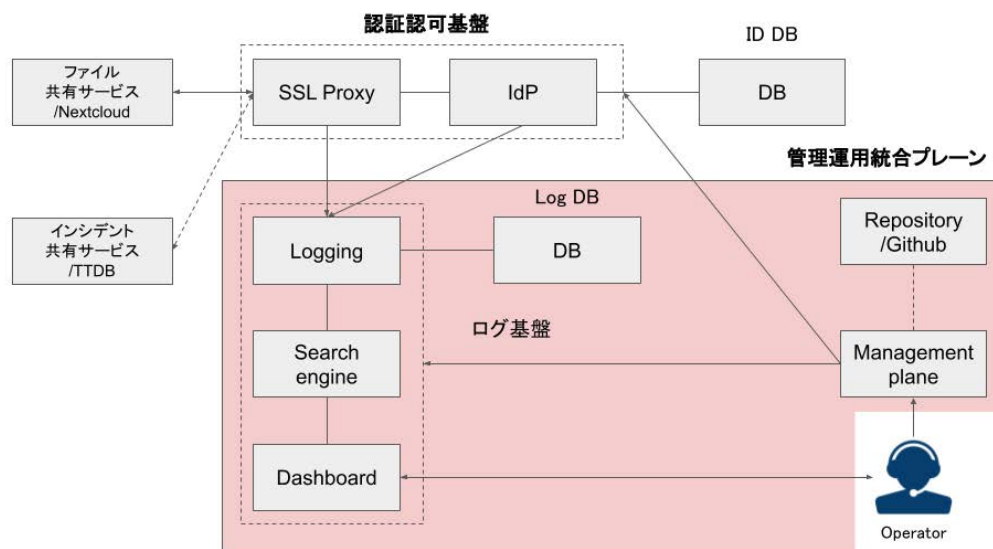 認証認可基盤
ID DB
ファイル
共有サービス
/Nextcloud
SSL Proxy
IdP
DB
管理運用統合プレーン
Log DB
インシデント
共有サービス
/TTDB
Logging
DB
Repository
/Github
ログ基盤
Search
engine
Management
plane
Dashboard
Operator